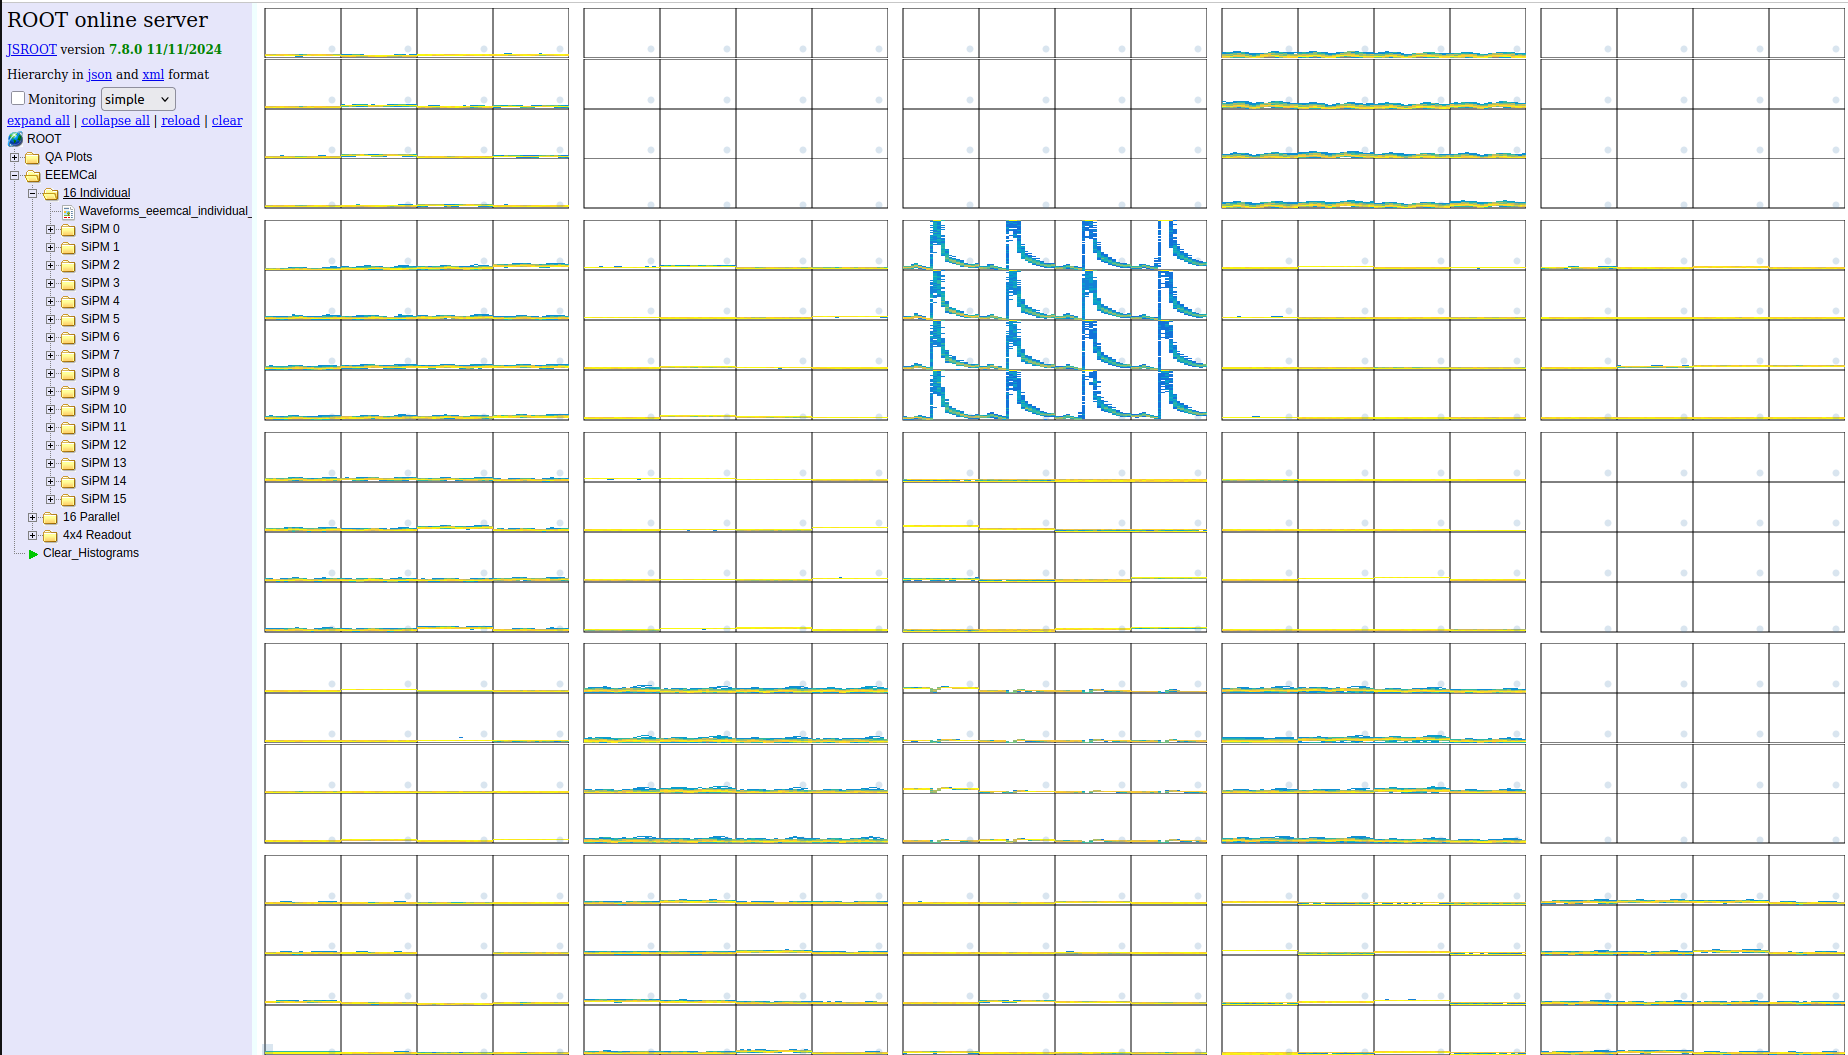 ROOT online server
JSROOT version 7.8.0 11/11/2024
Hierarchy in json and xml format
Monitoring simple
expand all | collapse all | reload | clear
ROOT
QA Plots
EEEMCal
16 Individual
Waveforms_eeemcal_individual_
SiPM 0
SiPM 1
SiPM 2
SiPM 3
SiPM 4
SiPM 5
SiPM 6
SiPM 7
SiPM 8
SiPM 9
SiPM 10
SiPM 11
SiPM 12
SiPM 13
SiPM 14
SiPM 15
16 Parallel
4x4 Readout
Clear_Histograms